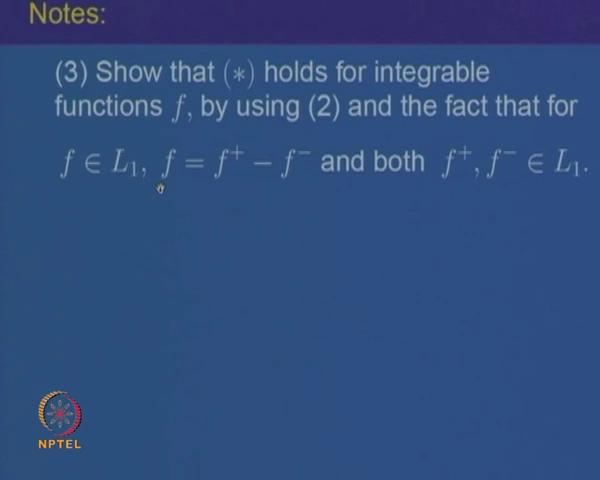 Notes:
(3) Show that (∗) holds for integrable
functions f, by using (2) and the fact that for
f ∈ L₁, f = f⁺ − f⁻ and both f⁺, f⁻ ∈ L₁.
NPTEL